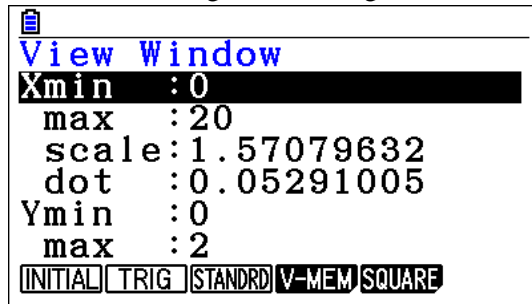 View Window
Xmin :0
max :20
scale:1.57079632
dot :0.05291005
Ymin :0
max :2
INITIAL TRIG STANDRD V-MEM SQUARE